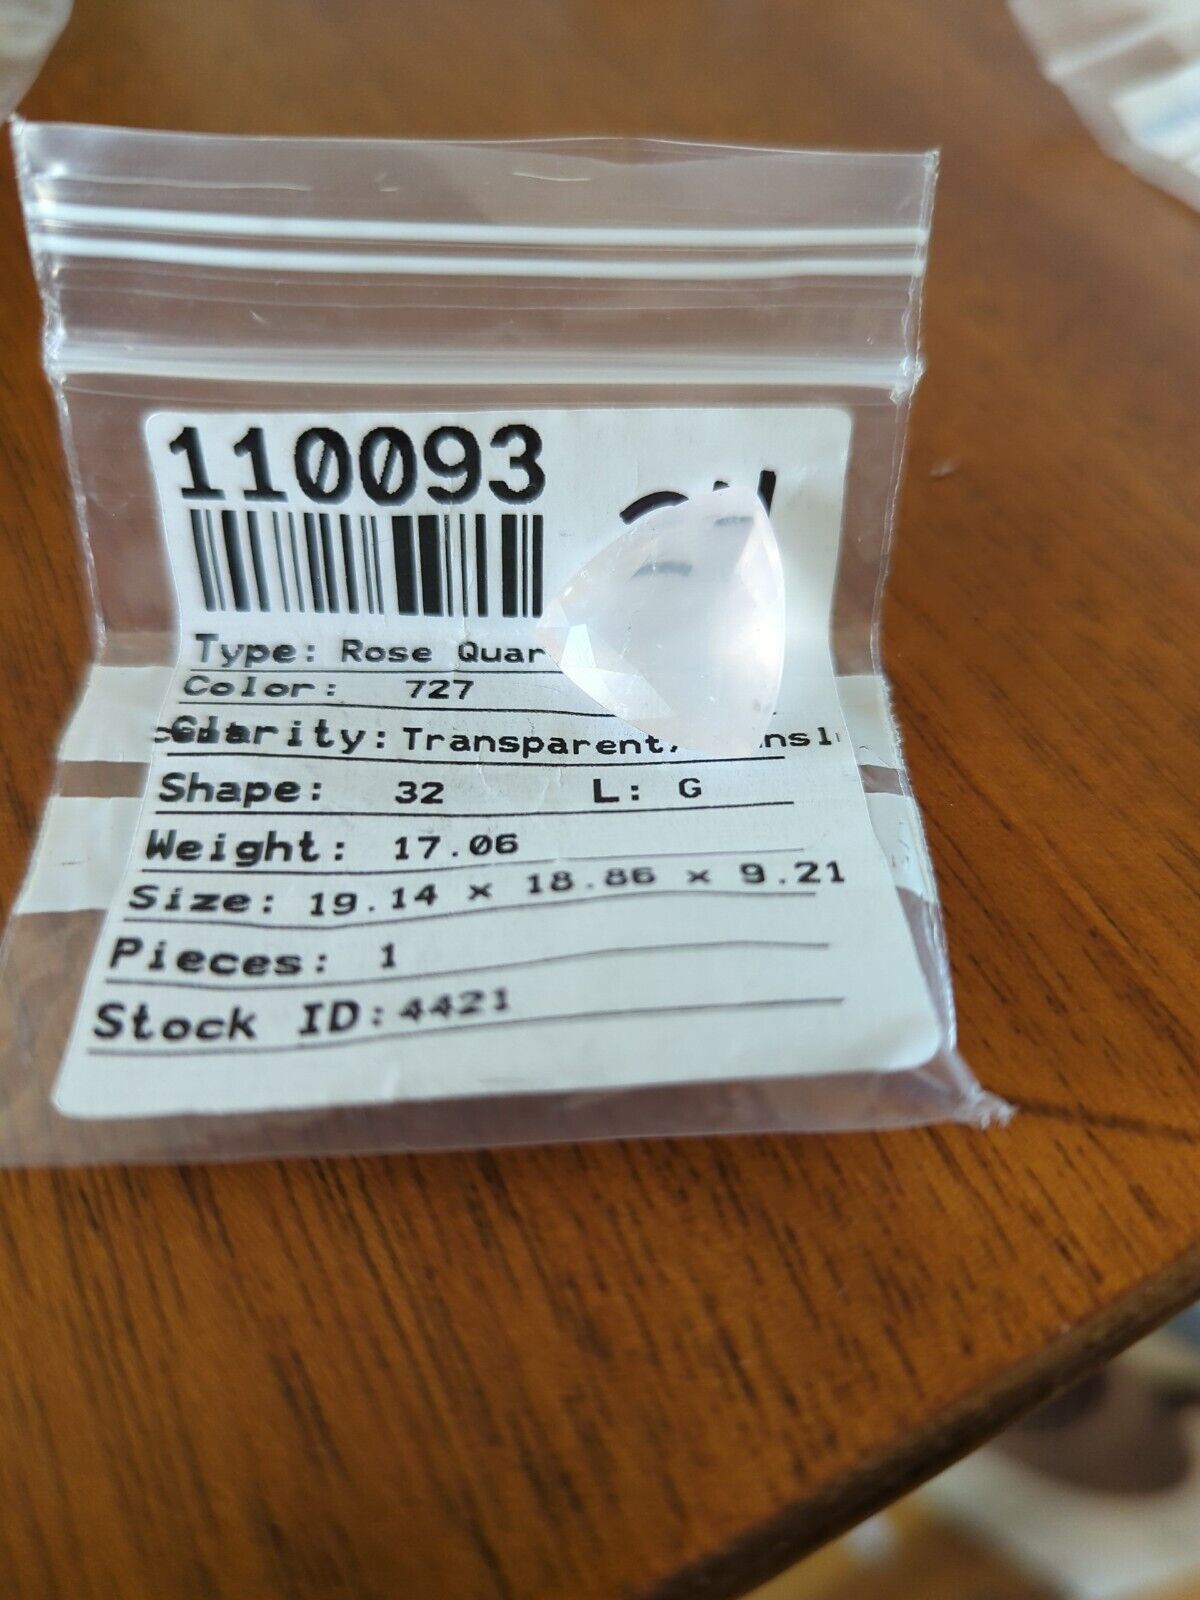 110093
Type: Rose Quar
Color: 727
Clarity: Transparent/
Shape: 32 L: G
Weight: 17.06
Size: 19.14 x 18.86 x 9.21
Pieces: 1
Stock ID: 4421